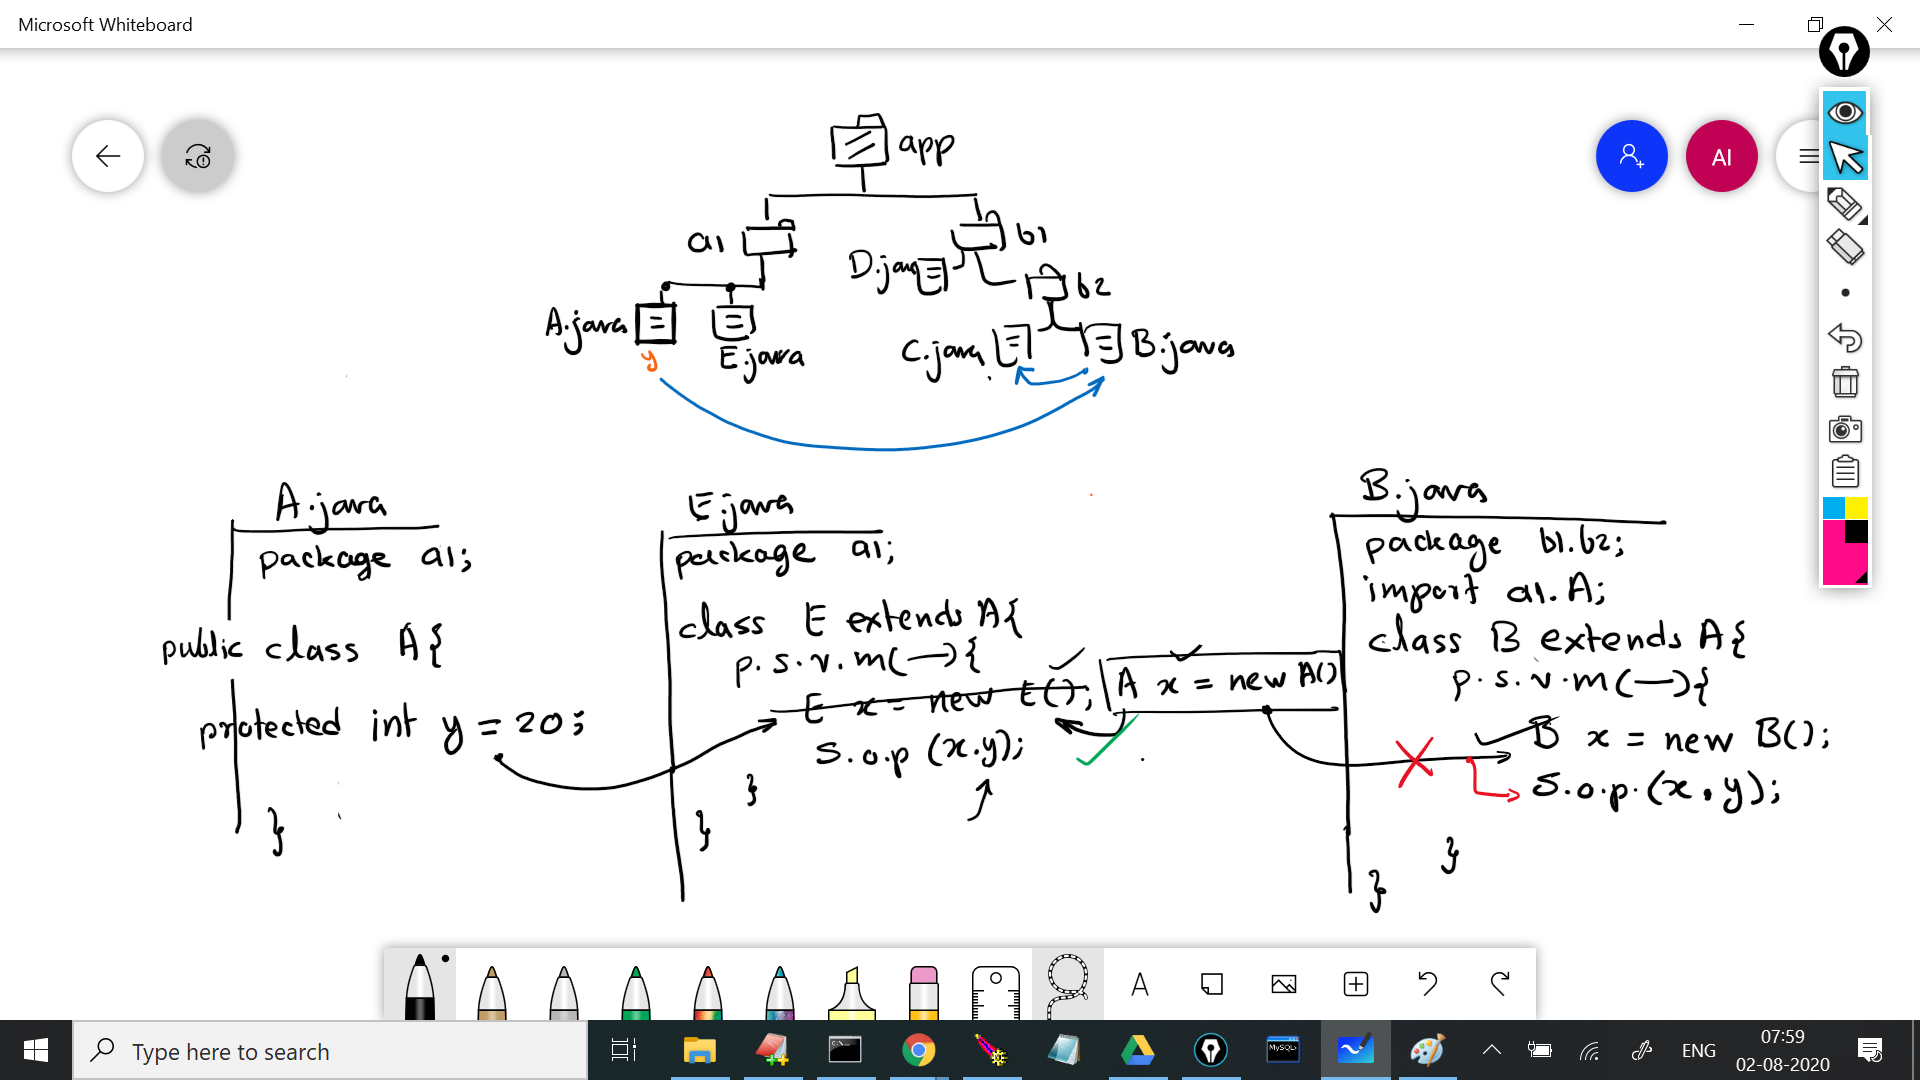 Microsoft Whiteboard
AI
app
a1
b1
D.java
b2
A.java
E.java
C.java
B.java
y
A.java
package a1;
public class A{
protected int y = 20;
}
E.java
package a1;
class E extends A{
p.s.v.m(—){
E x = new E();
S.o.p (x.y);
}
}
A x = new A()
B.java
package b1.b2;
import a1.A;
class B extends A{
p.s.v.m(—){
B x = new B();
S.o.p.(x.y);
}
}
A
Type here to search
C:\_
MySQL
ENG
07:59
02-08-2020